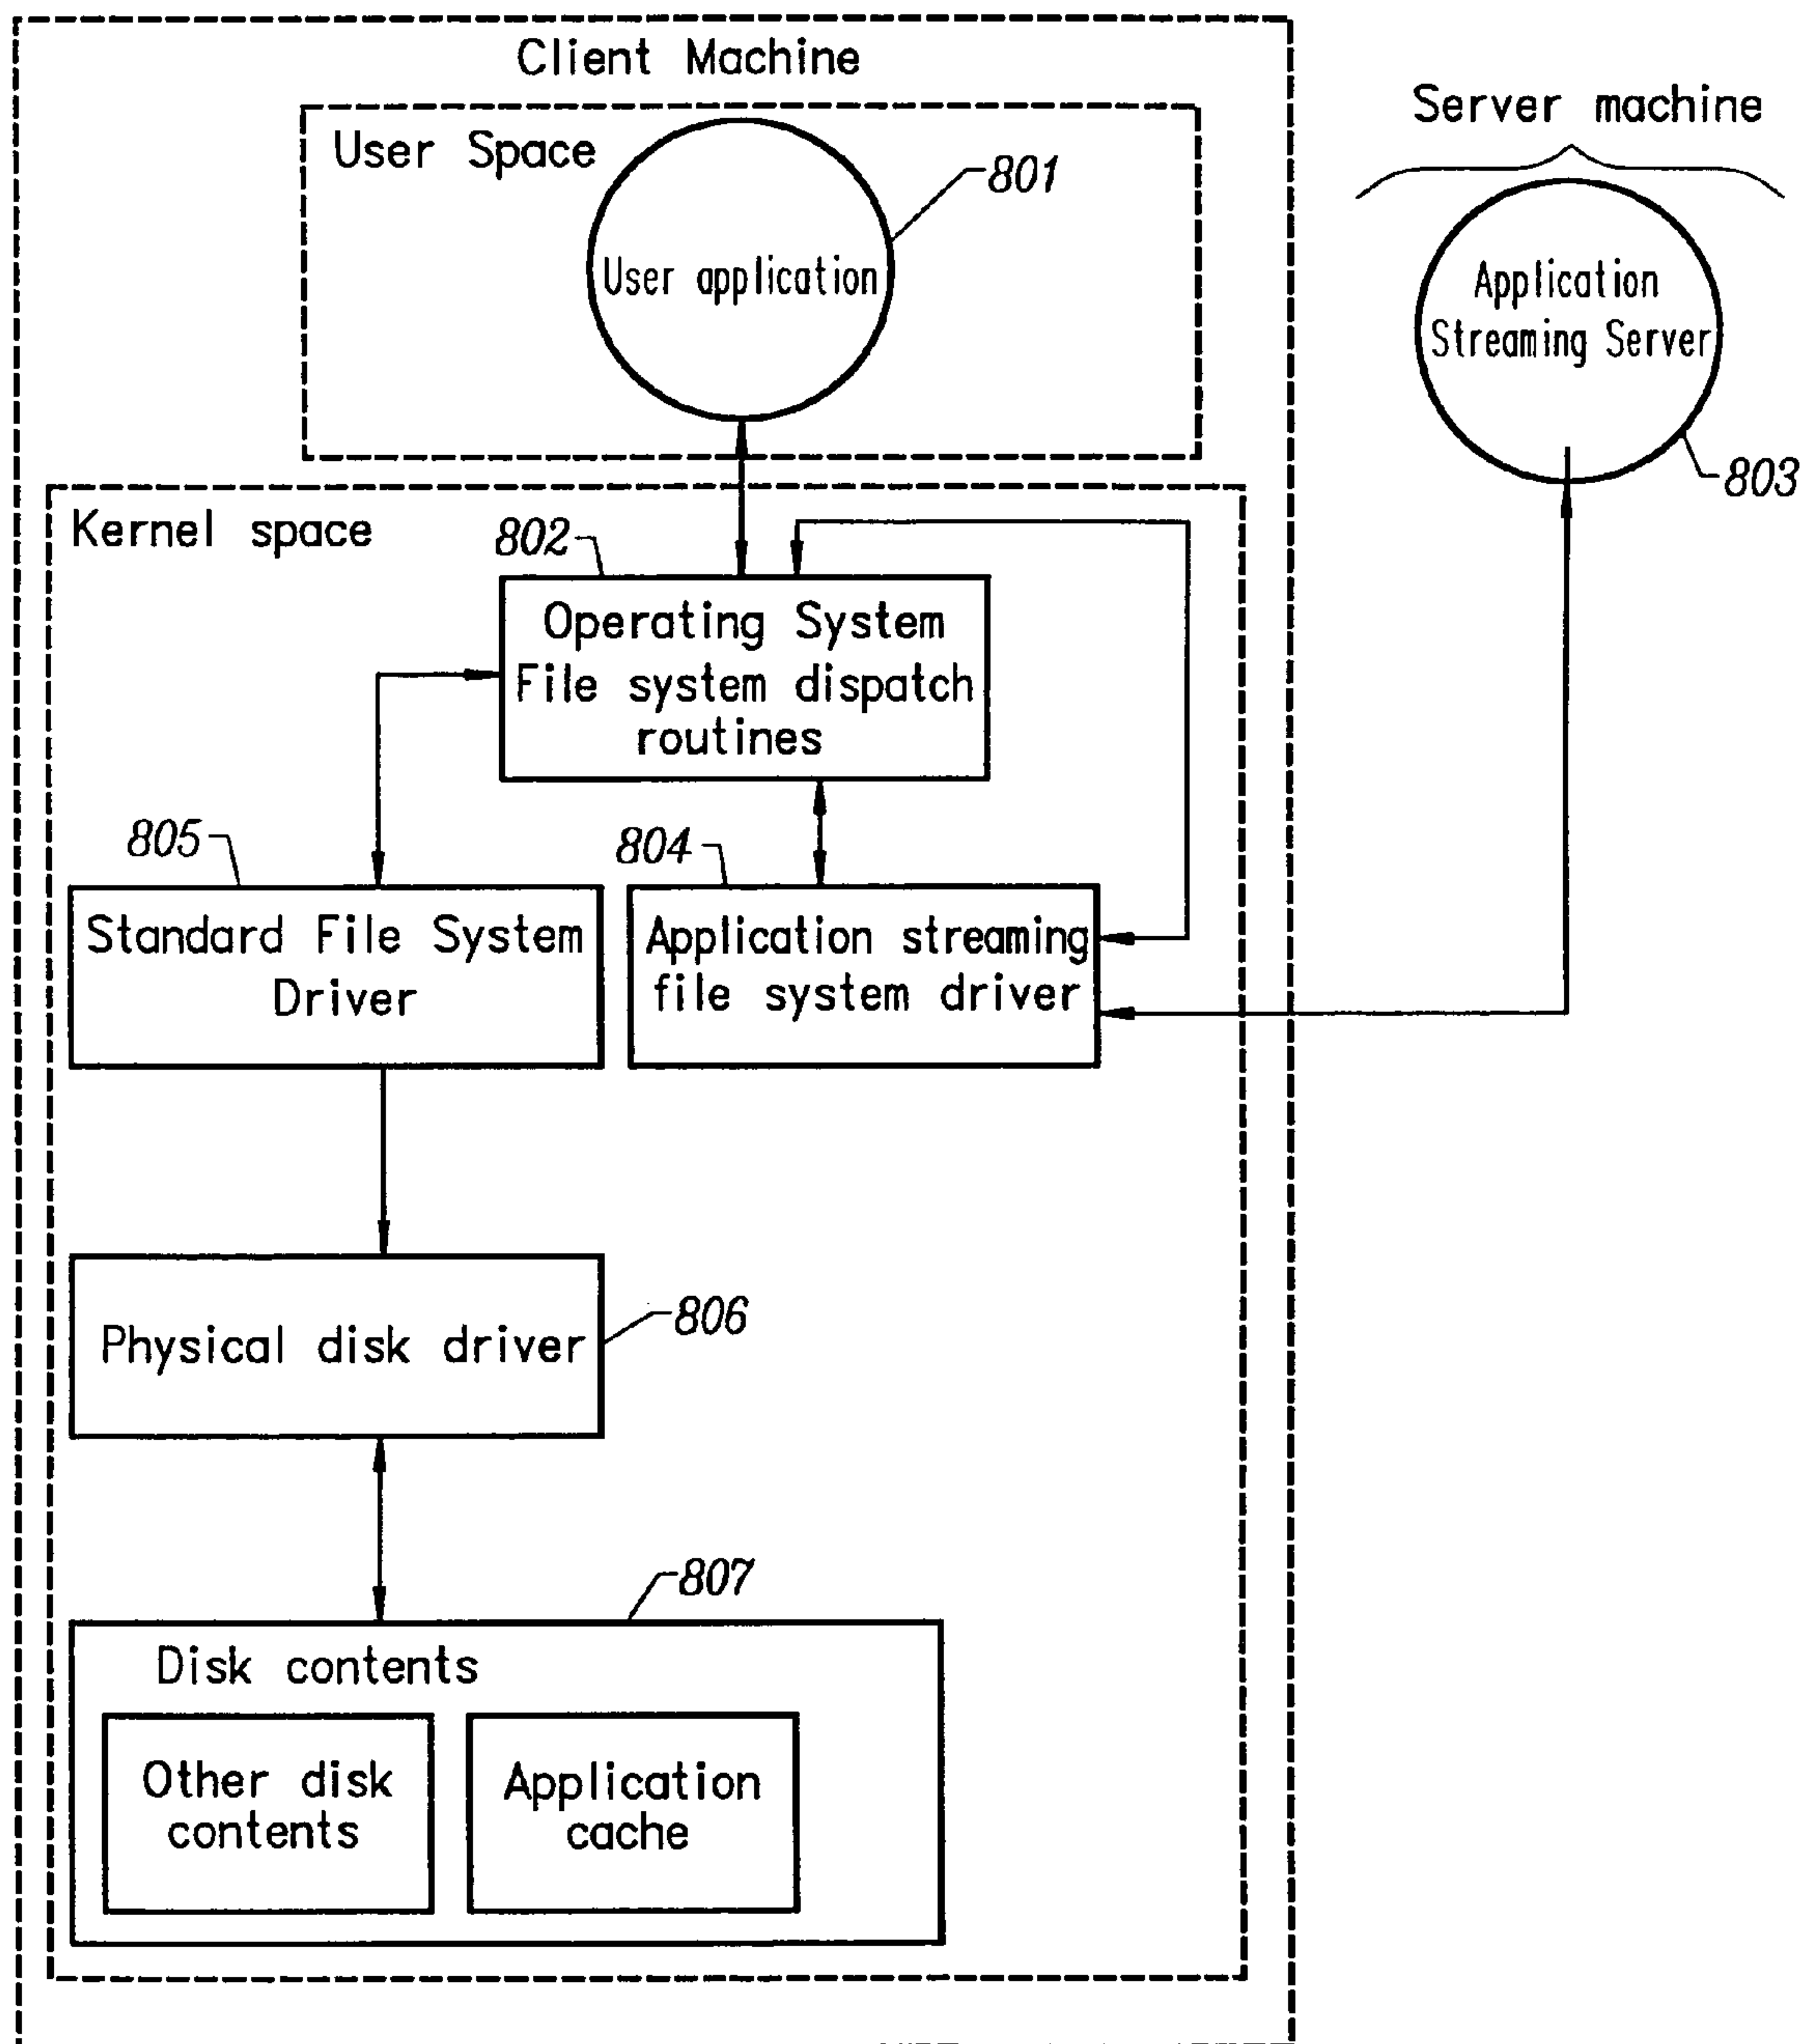 Client Machine
Server machine
User Space
801
User application
Application
Streaming Server
803
Kernel space
802
Operating System
File system dispatch
routines
805
804
Standard File System
Driver
Application streaming
file system driver
Physical disk driver
806
807
Disk contents
Other disk
contents
Application
cache